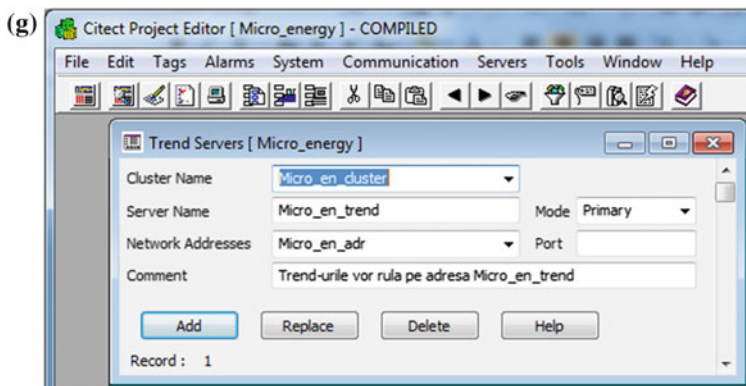 (g)
Citect Project Editor [ Micro_energy ] - COMPILED
File Edit Tags Alarms System Communication Servers Tools Window Help
Trend Servers [ Micro_energy ]
Cluster Name Micro_en_cluster
Server Name Micro_en_trend Mode Primary
Network Addresses Micro_en_adr Port
Comment Trend-urile vor rula pe adresa Micro_en_trend
Add Replace Delete Help
Record : 1